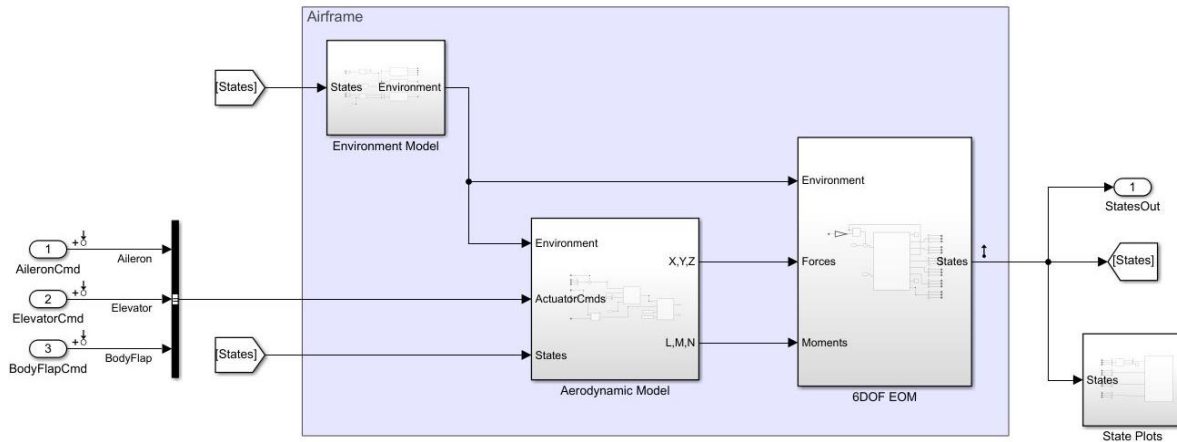 Airframe
[States]
States
Environment
Environment Model
Environment
1
StatesOut
Environment
1
AileronCmd
Aileron
X,Y,Z
Forces
States
[States]
2
ElevatorCmd
Elevator
ActuatorCmds
3
BodyFlapCmd
BodyFlap
[States]
States
L,M,N
Moments
Aerodynamic Model
6DOF EOM
States
State Plots